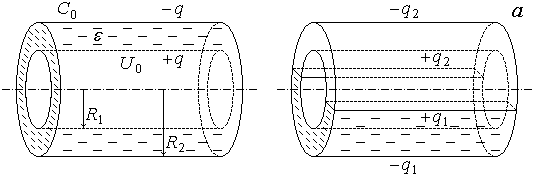 C₀ −q
ε
U₀ +q
R₁
R₂
−q₂ a
+q₂
+q₁
−q₁